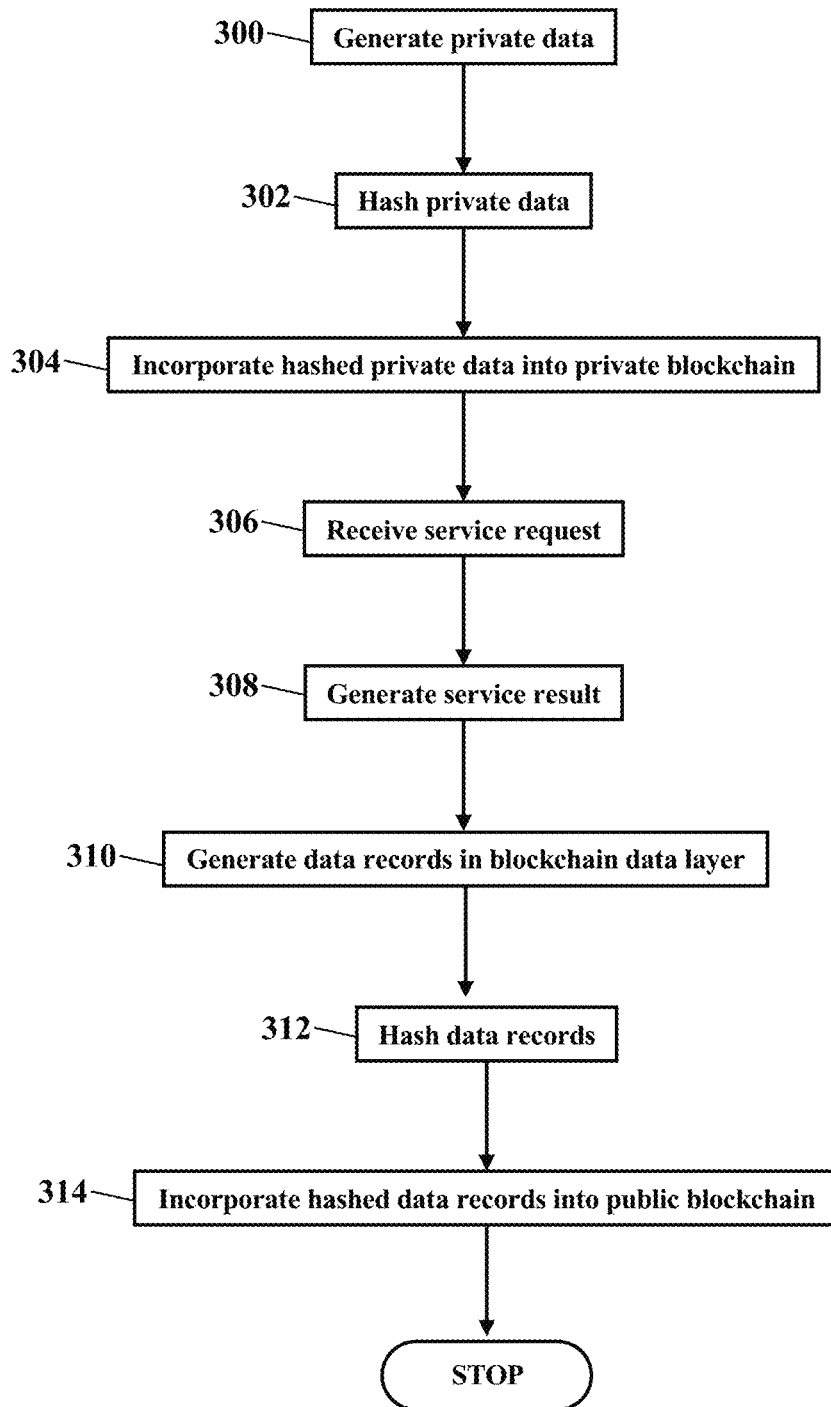 300 Generate private data
302 Hash private data
304 Incorporate hashed private data into private blockchain
306 Receive service request
308 Generate service result
310 Generate data records in blockchain data layer
312 Hash data records
314 Incorporate hashed data records into public blockchain
STOP